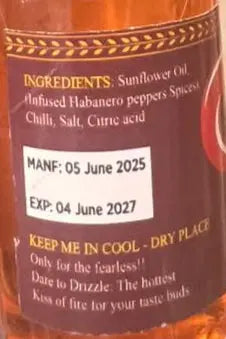 INGREDIENTS: Sunflower Oil
(Infused Habanero peppers Spices)
Chilli, Salt, Citric acid
MANF: 05 June 2025
EXP: 04 June 2027
KEEP ME IN COOL - DRY PLACE
Only for the fearless!!
Dare to Drizzle: The hottest
Kiss of fire for your taste buds